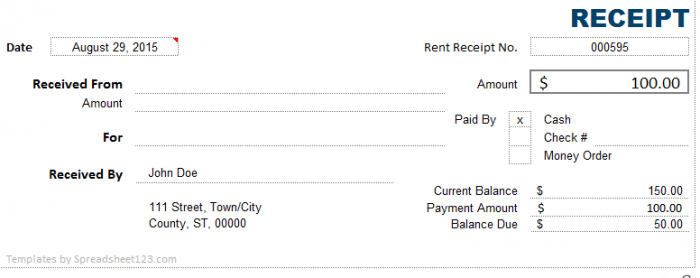 RECEIPT
Date August 29, 2015 Rent Receipt No. 000595
Received From Amount $ 100.00
Amount
Paid By x Cash
For Check #
Money Order
Received By John Doe
Current Balance $ 150.00
111 Street, Town/City Payment Amount $ 100.00
County, ST, 00000 Balance Due $ 50.00
Templates by Spreadsheet123.com